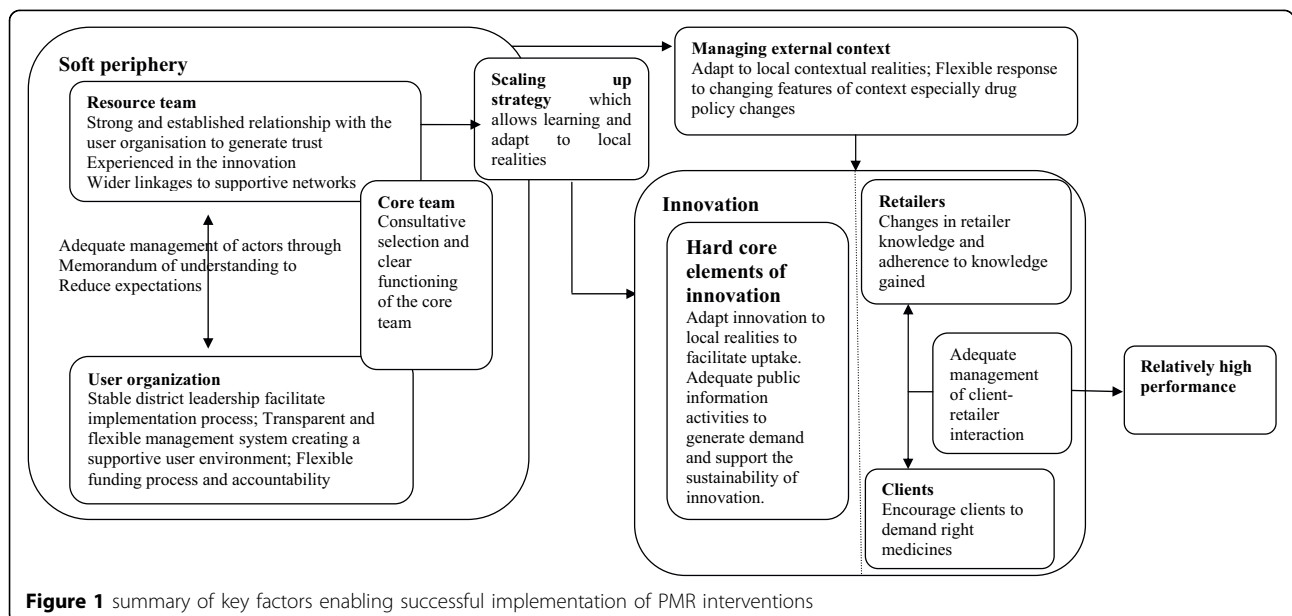 Soft periphery
Resource team
Strong and established relationship with the
user organisation to generate trust
Experienced in the innovation
Wider linkages to supportive networks
Adequate management of actors through
Memorandum of understanding to
Reduce expectations
Core team
Consultative
selection and
clear
functioning
of the core
team
User organization
Stable district leadership facilitate
implementation process; Transparent and
flexible management system creating a
supportive user environment; Flexible
funding process and accountability
Scaling up
strategy which
allows learning and
adapt to local
realities
Managing external context
Adapt to local contextual realities; Flexible response
to changing features of context especially drug
policy changes
Innovation
Hard core
elements of
innovation
Adapt innovation to
local realities to
facilitate uptake.
Adequate public
information
activities to
generate demand
and support the
sustainability of
innovation.
Retailers
Changes in retailer
knowledge and
adherence to knowledge
gained
Adequate
management
of client-
retailer
interaction
Clients
Encourage clients to
demand right
medicines
Relatively high
performance
Figure 1 summary of key factors enabling successful implementation of PMR interventions